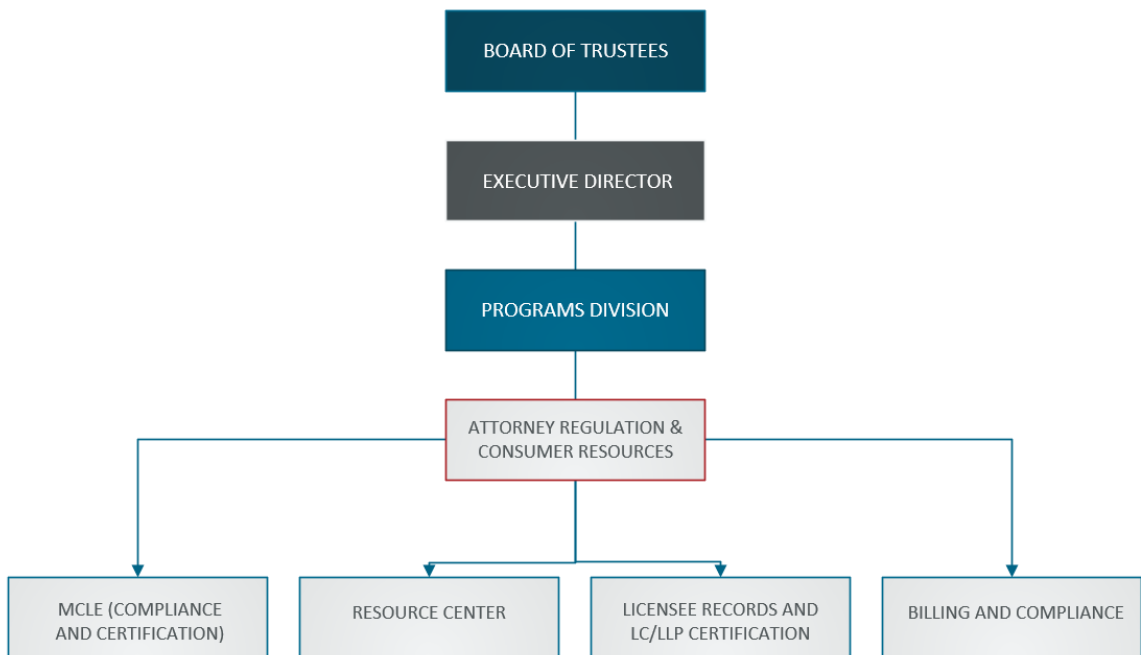 BOARD OF TRUSTEES
EXECUTIVE DIRECTOR
PROGRAMS DIVISION
ATTORNEY REGULATION &
CONSUMER RESOURCES
MCLE (COMPLIANCE
AND CERTIFICATION)
RESOURCE CENTER
LICENSEE RECORDS AND
LC/LLP CERTIFICATION
BILLING AND COMPLIANCE